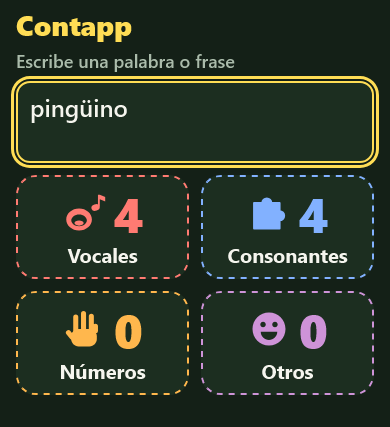 Contapp
Escribe una palabra o frase
pingüino
4
Vocales
4
Consonantes
0
Números
0
Otros